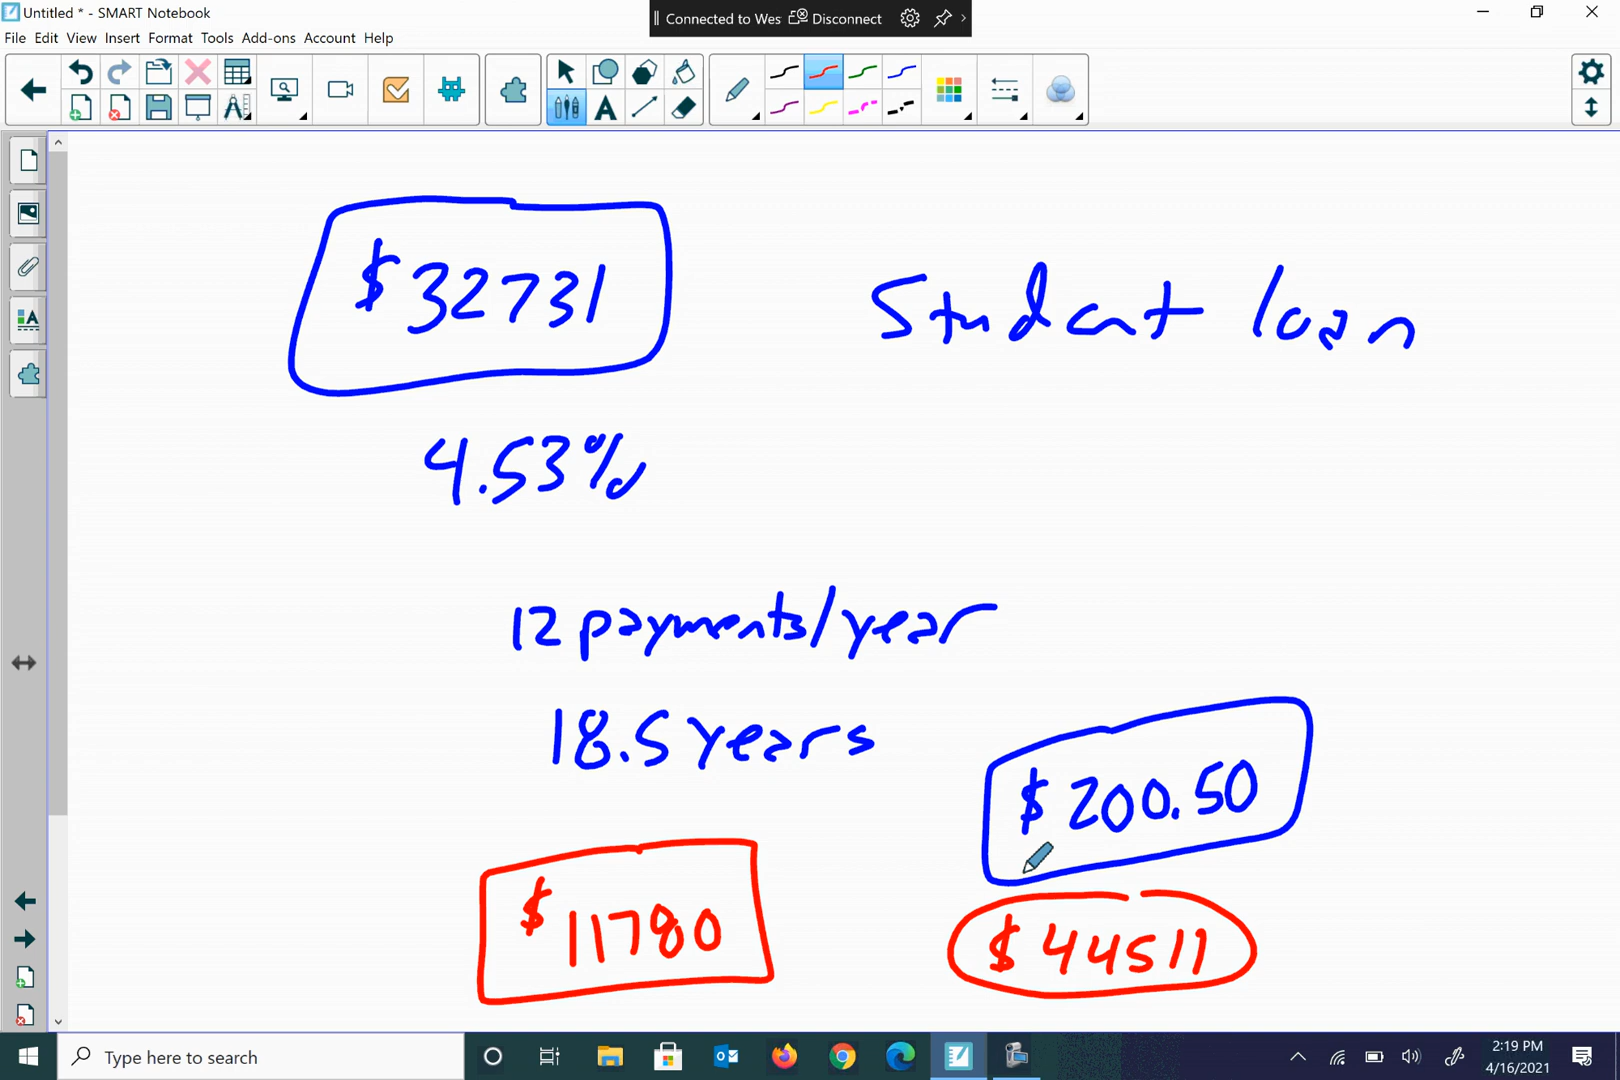 Untitled * - SMART Notebook
Connected to Wes Disconnect
File Edit View Insert Format Tools Add-ons Account Help
$32731
Student loan
4.53%
12 payments/year
18.5 years
$200.50
$11780
$44511
Type here to search
2:19 PM
4/16/2021